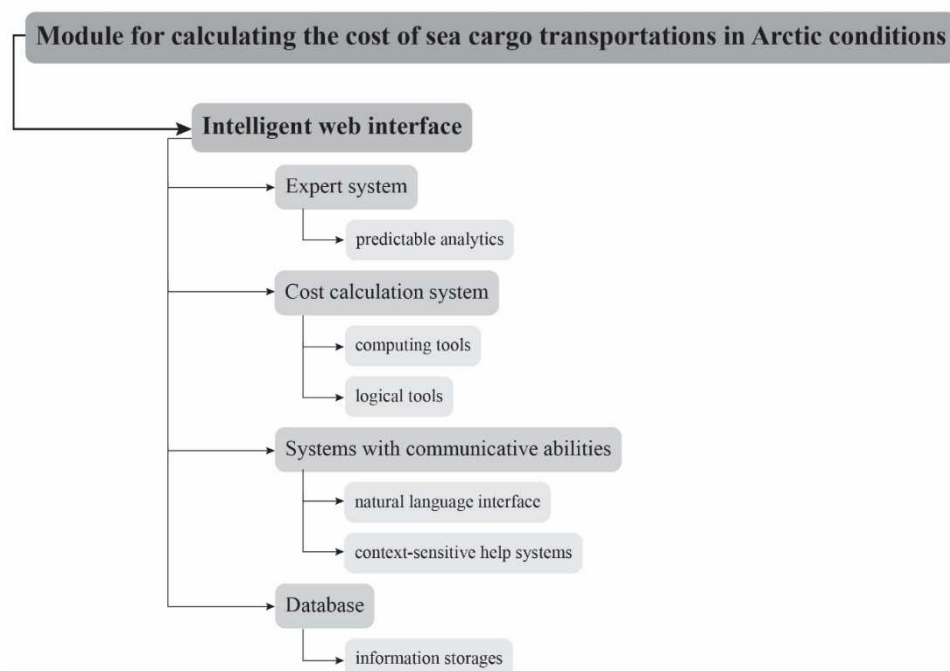 Module for calculating the cost of sea cargo transportations in Arctic conditions
Intelligent web interface
Expert system
predictable analytics
Cost calculation system
computing tools
logical tools
Systems with communicative abilities
natural language interface
context-sensitive help systems
Database
information storages